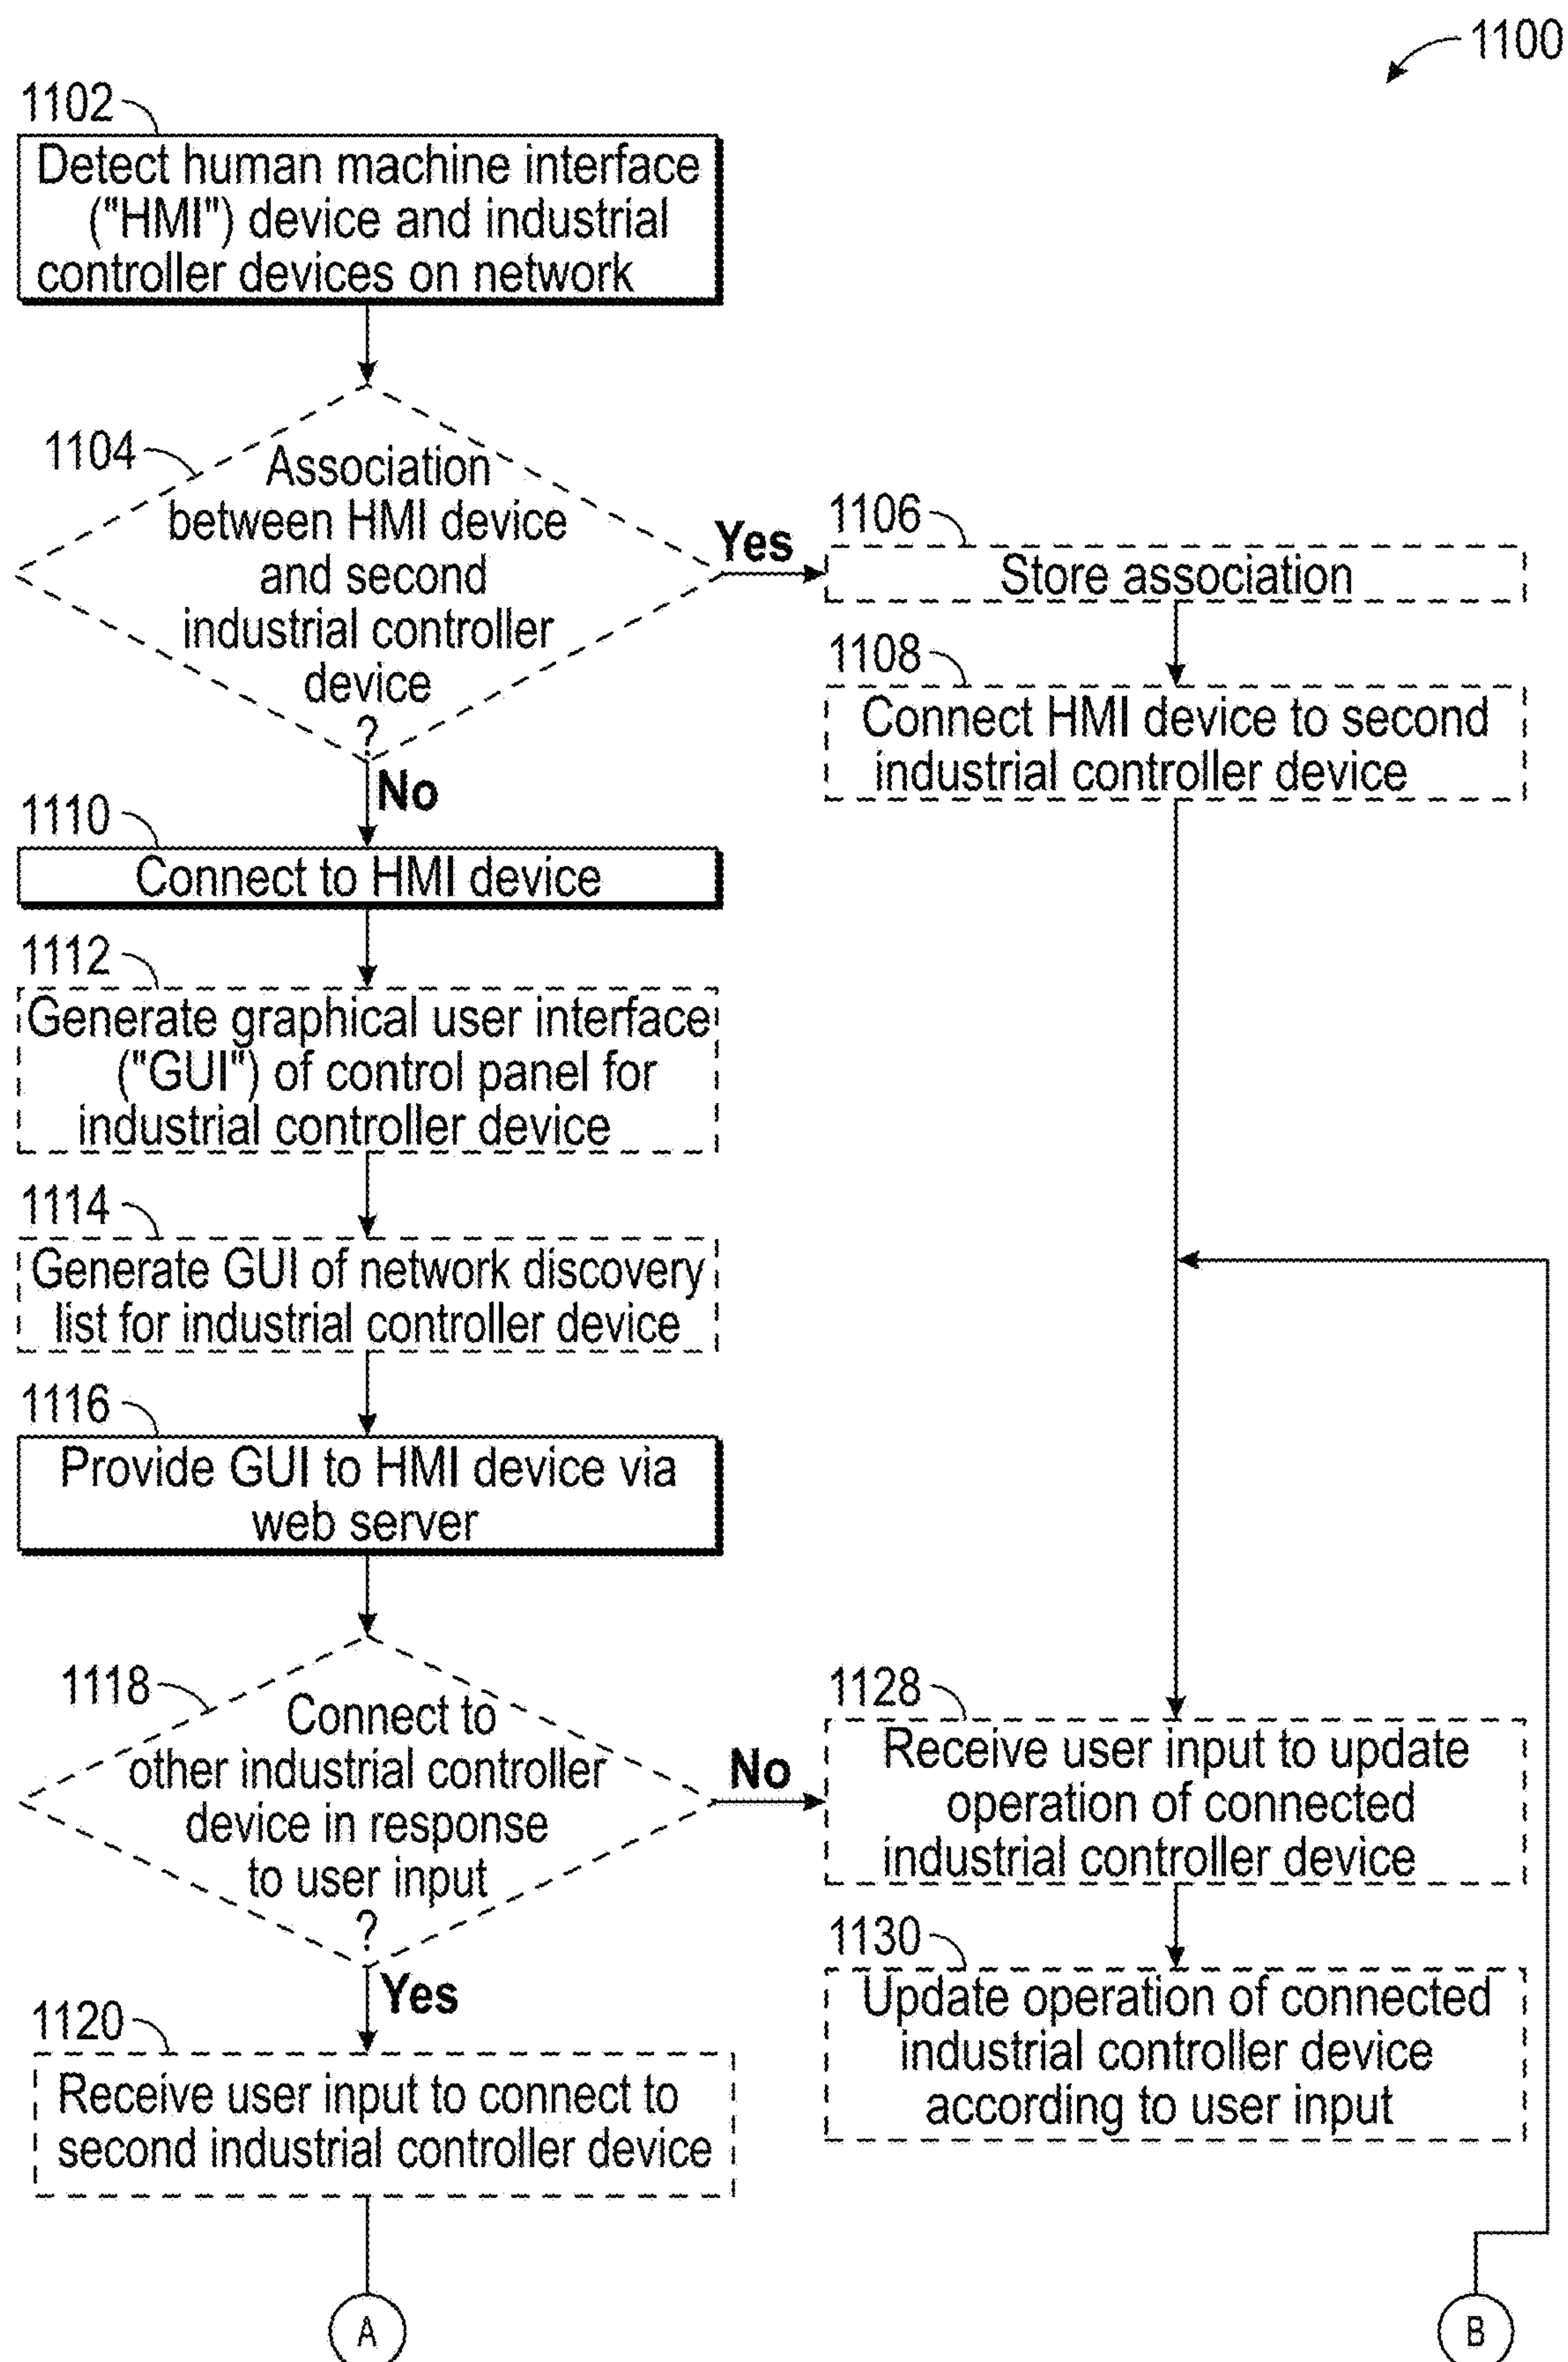 1100
1102
Detect human machine interface
("HMI") device and industrial
controller devices on network
1104
Association
between HMI device
and second
industrial controller
device
?
Yes
1106
Store association
1108
Connect HMI device to second
industrial controller device
No
1110
Connect to HMI device
1112
Generate graphical user interface
("GUI") of control panel for
industrial controller device
1114
Generate GUI of network discovery
list for industrial controller device
1116
Provide GUI to HMI device via
web server
1118
Connect to
other industrial controller
device in response
to user input
?
No
1128
Receive user input to update
operation of connected
industrial controller device
1130
Update operation of connected
industrial controller device
according to user input
Yes
1120
Receive user input to connect to
second industrial controller device
A
B